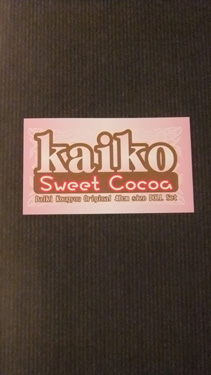 kaiko
Sweet Cocoa
Daiki Kougyou Original 40cm size DOLL Set